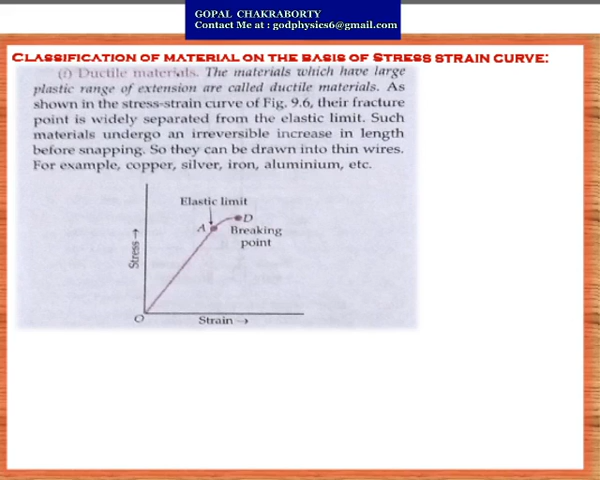 GOPAL CHAKRABORTY
Contact Me at : godphysics6@gmail.com
CLASSIFICATION OF MATERIAL ON THE BASIS OF STRESS STRAIN CURVE:
(i) Ductile materials. The materials which have large
plastic range of extension are called ductile materials. As
shown in the stress-strain curve of Fig. 9.6, their fracture
point is widely separated from the elastic limit. Such
materials undergo an irreversible increase in length
before snapping. So they can be drawn into thin wires.
For example, copper, silver, iron, aluminium, etc.
Elastic limit
D
A
Breaking
point
Stress→
O
Strain→